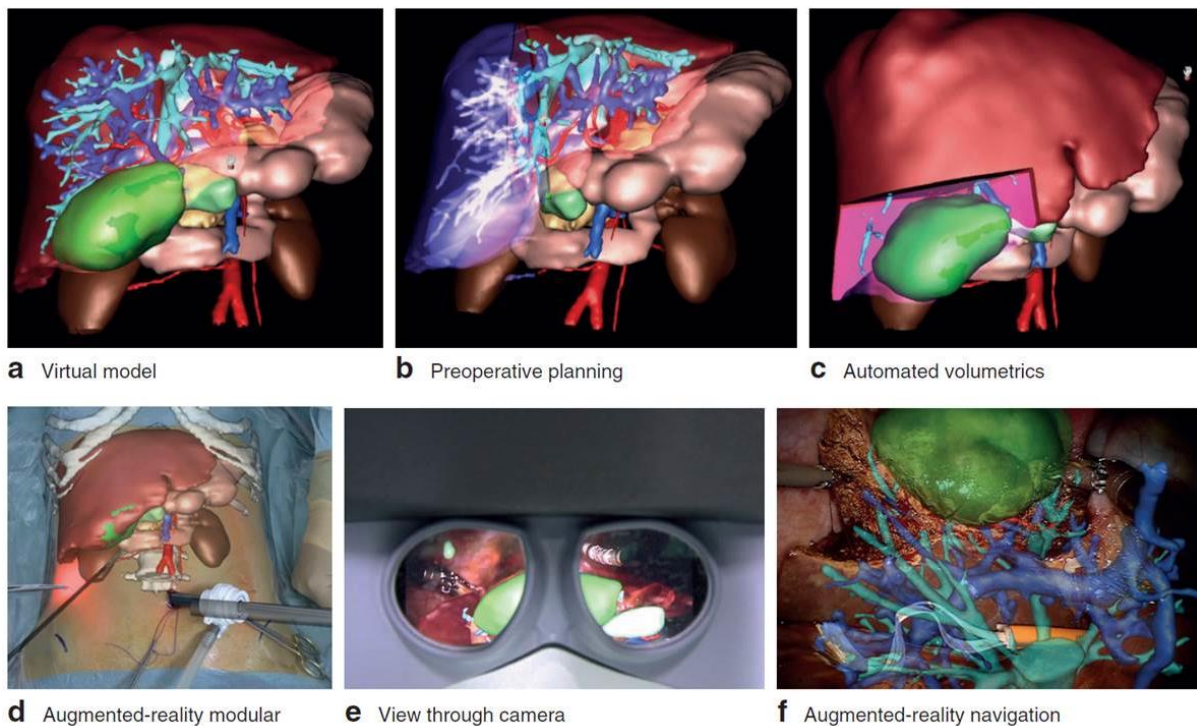 a Virtual model
b Preoperative planning
c Automated volumetrics
d Augmented-reality modular
e View through camera
f Augmented-reality navigation